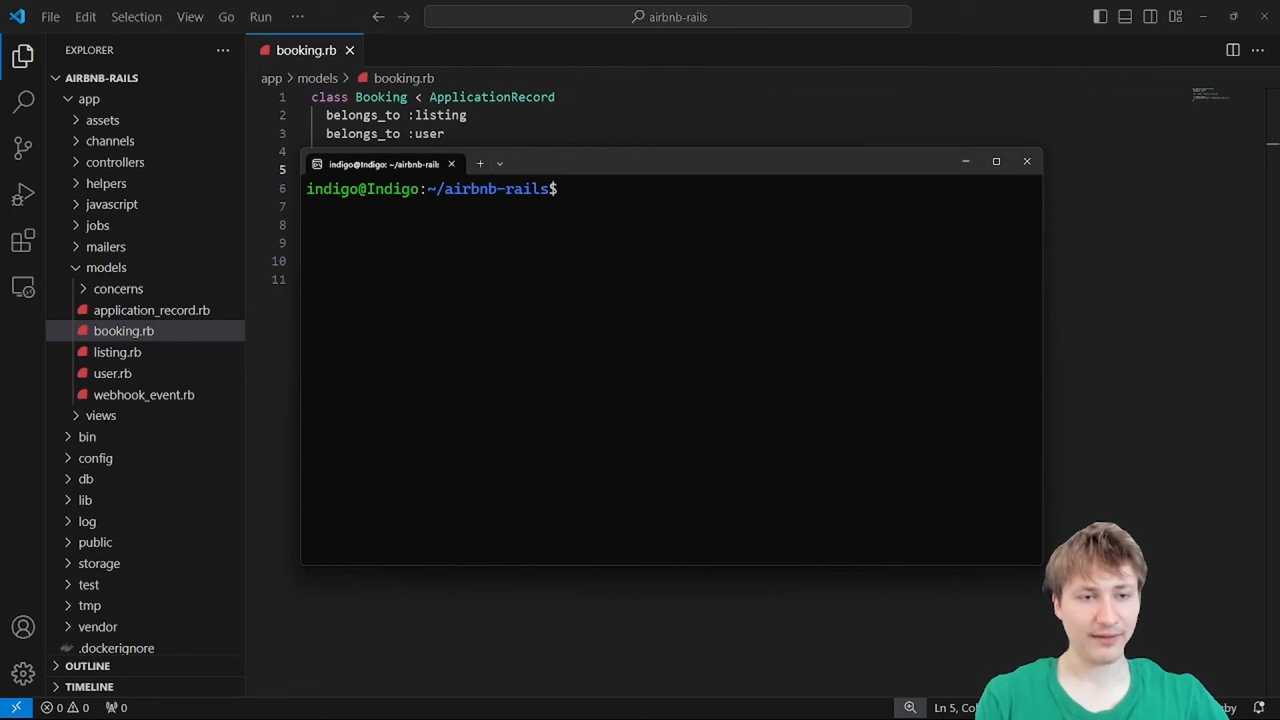 File Edit Selection View Go Run ··· airbnb-rails
EXPLORER ···
booking.rb
AIRBNB-RAILS
app > models > booking.rb
app
assets
channels
controllers
helpers
javascript
jobs
mailers
models
concerns
application_record.rb
booking.rb
listing.rb
user.rb
webhook_event.rb
views
bin
config
db
lib
log
public
storage
test
tmp
vendor
.dockerignore
OUTLINE
TIMELINE
1 class Booking < ApplicationRecord
2 belongs_to :listing
3 belongs_to :user
4
5
6
7
8
9
10
11
indigo@Indigo: ~/airbnb-rails
indigo@Indigo:~/airbnb-rails$
0 0 0
Ln 5,